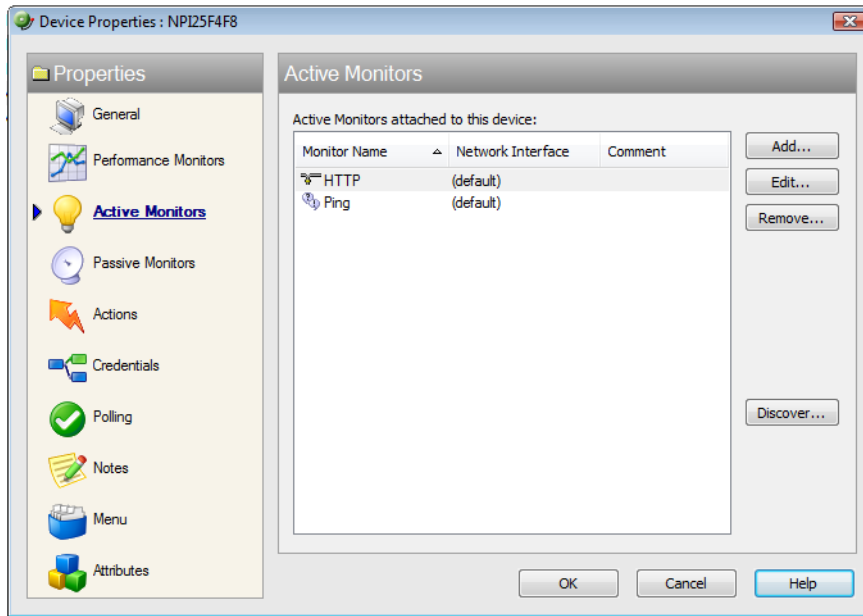 Device Properties : NPI25F4F8
Properties
General
Performance Monitors
Active Monitors
Passive Monitors
Actions
Credentials
Polling
Notes
Menu
Attributes
Active Monitors
Active Monitors attached to this device:
Monitor Name Network Interface Comment
HTTP (default)
Ping (default)
Add...
Edit...
Remove...
Discover...
OK Cancel Help